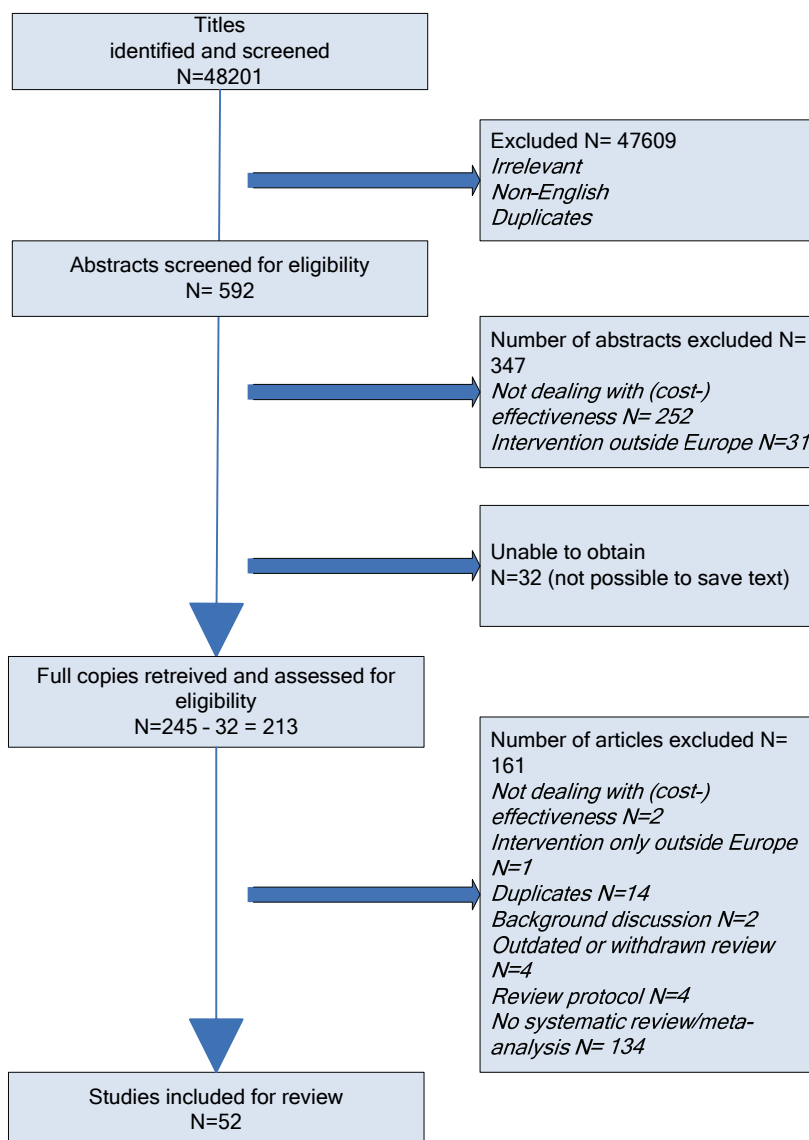 Titles
identified and screened
N=48201
Excluded N= 47609
Irrelevant
Non-English
Duplicates
Abstracts screened for eligibility
N= 592
Number of abstracts excluded N=
347
Not dealing with (cost-)
effectiveness N= 252
Intervention outside Europe N=31
Unable to obtain
N=32 (not possible to save text)
Full copies retreived and assessed for
eligibility
N=245 - 32 = 213
Number of articles excluded N=
161
Not dealing with (cost-)
effectiveness N=2
Intervention only outside Europe
N=1
Duplicates N=14
Background discussion N=2
Outdated or withdrawn review
N=4
Review protocol N=4
No systematic review/meta-
analysis N= 134
Studies included for review
N=52